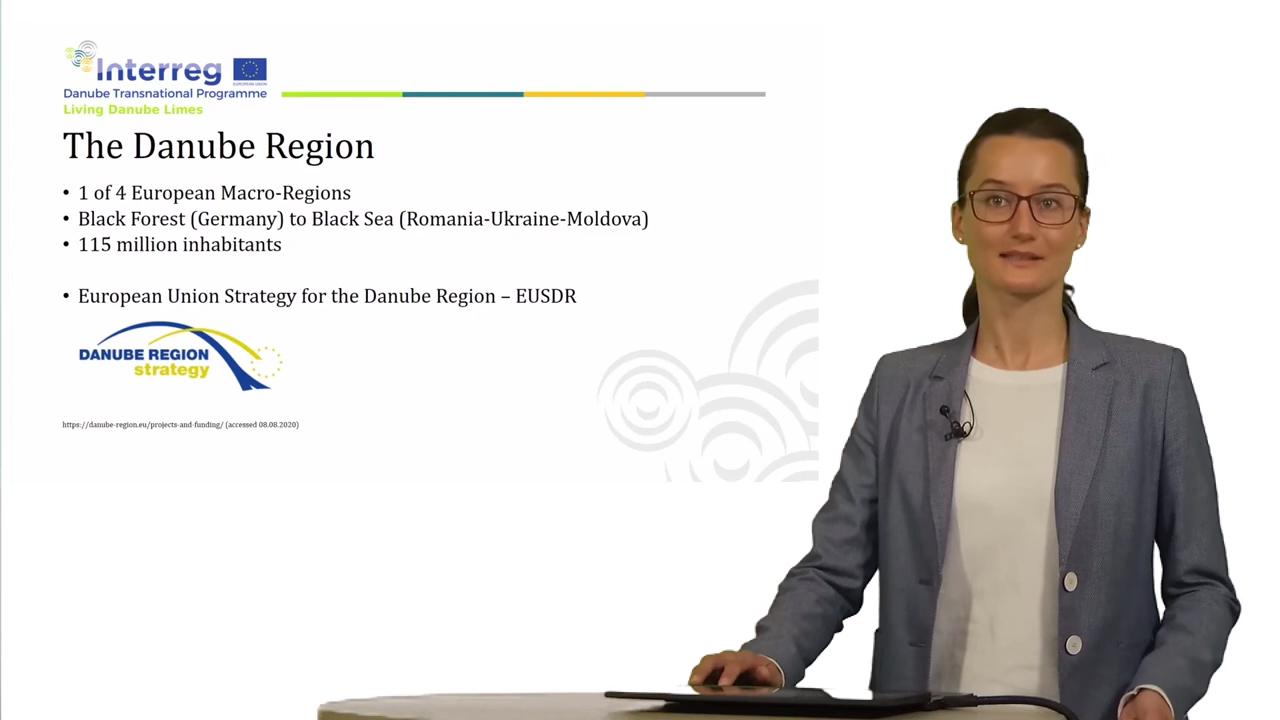 Interreg
EUROPEAN UNION
Danube Transnational Programme
Living Danube Limes
The Danube Region
• 1 of 4 European Macro-Regions
• Black Forest (Germany) to Black Sea (Romania-Ukraine-Moldova)
• 115 million inhabitants
• European Union Strategy for the Danube Region – EUSDR
DANUBE REGION
strategy
https://danube-region.eu/projects-and-funding/ (accessed 08.08.2020)